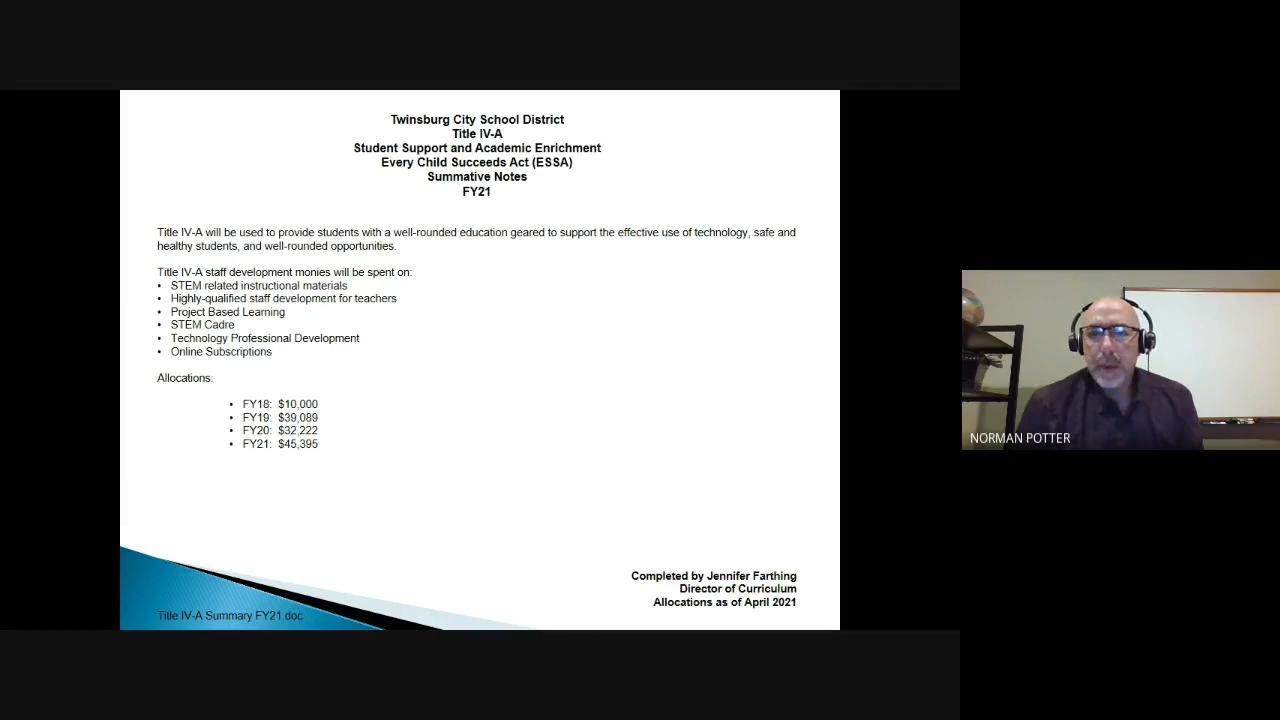 Twinsburg City School District
Title IV-A
Student Support and Academic Enrichment
Every Child Succeeds Act (ESSA)
Summative Notes
FY21
Title IV-A will be used to provide students with a well-rounded education geared to support the effective use of technology, safe and
healthy students, and well-rounded opportunities.
Title IV-A staff development monies will be spent on:
• STEM related instructional materials
• Highly-qualified staff development for teachers
• Project Based Learning
• STEM Cadre
• Technology Professional Development
• Online Subscriptions
Allocations:
• FY18: $10,000
• FY19: $39,089
• FY20: $32,222
• FY21: $45,395
Completed by Jennifer Farthing
Director of Curriculum
Allocations as of April 2021
Title IV-A Summary FY21.doc
NORMAN POTTER